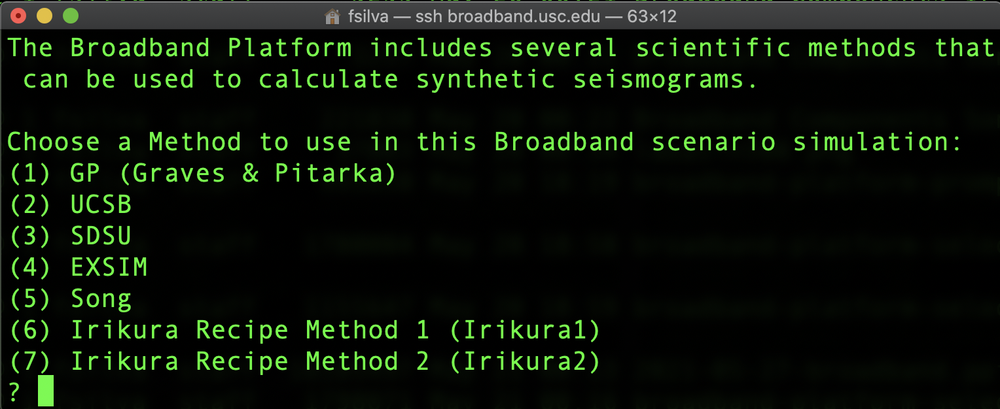 fsilva — ssh broadband.usc.edu — 63×12
The Broadband Platform includes several scientific methods that
can be used to calculate synthetic seismograms.
Choose a Method to use in this Broadband scenario simulation:
(1) GP (Graves & Pitarka)
(2) UCSB
(3) SDSU
(4) EXSIM
(5) Song
(6) Irikura Recipe Method 1 (Irikura1)
(7) Irikura Recipe Method 2 (Irikura2)
?